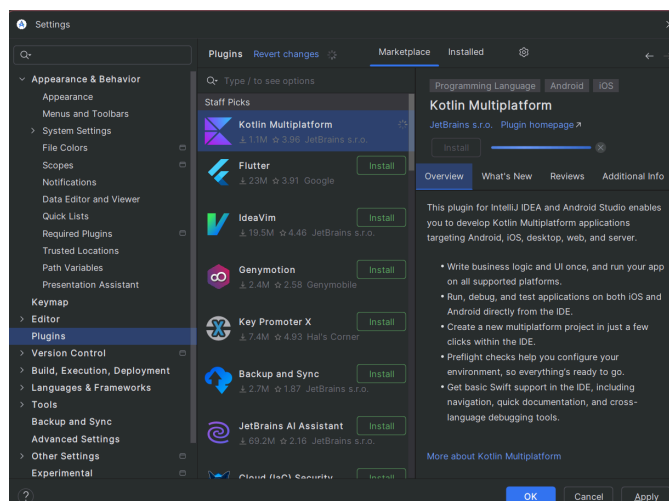 Settings
Appearance & Behavior
Appearance
Menus and Toolbars
System Settings
File Colors
Scopes
Notifications
Data Editor and Viewer
Quick Lists
Required Plugins
Trusted Locations
Path Variables
Presentation Assistant
Keymap
Editor
Plugins
Version Control
Build, Execution, Deployment
Languages & Frameworks
Tools
Backup and Sync
Advanced Settings
Other Settings
Experimental
?
Plugins Revert changes Marketplace Installed
Type / to see options
Staff Picks
Kotlin Multiplatform
1.1M 3.96 JetBrains s.r.o.
Flutter Install
23M 3.91 Google
IdeaVim Install
19.5M 4.46 JetBrains s.r.o.
Genymotion Install
2.4M 2.58 Genymobile
Key Promoter X Install
7.4M 4.93 Hal's Corner
Backup and Sync Install
2.7M 1.87 JetBrains s.r.o.
JetBrains AI Assistant Install
69.2M 2.16 JetBrains s.r.o.
Cloud (IaC) Security Install
Programming Language Android iOS
Kotlin Multiplatform
JetBrains s.r.o. Plugin homepage ↗
Install
Overview What's New Reviews Additional Info
This plugin for IntelliJ IDEA and Android Studio enables
you to develop Kotlin Multiplatform applications
targeting Android, iOS, desktop, web, and server.
• Write business logic and UI once, and run your app
on all supported platforms.
• Run, debug, and test applications on both iOS and
Android directly from the IDE.
• Create a new multiplatform project in just a few
clicks within the IDE.
• Preflight checks help you configure your
environment, so everything's ready to go.
• Get basic Swift support in the IDE, including
navigation, quick documentation, and cross-
language debugging tools.
More about Kotlin Multiplatform
OK Cancel Apply